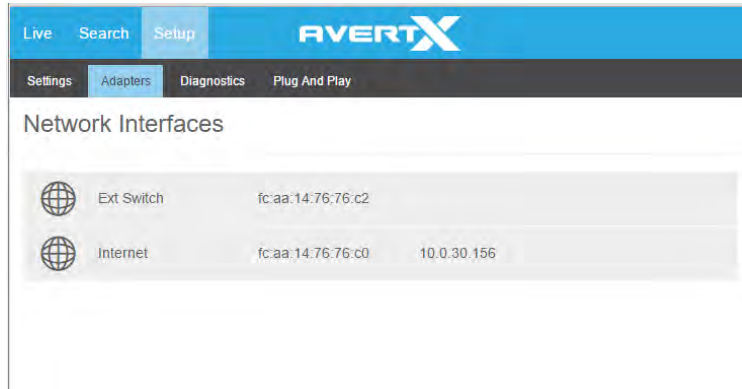 Live Search Setup AVERTX
Settings Adapters Diagnostics Plug And Play
Network Interfaces
Ext Switch fc:aa:14:76:76:c2
Internet fc:aa:14:76:76:c0 10.0.30.156